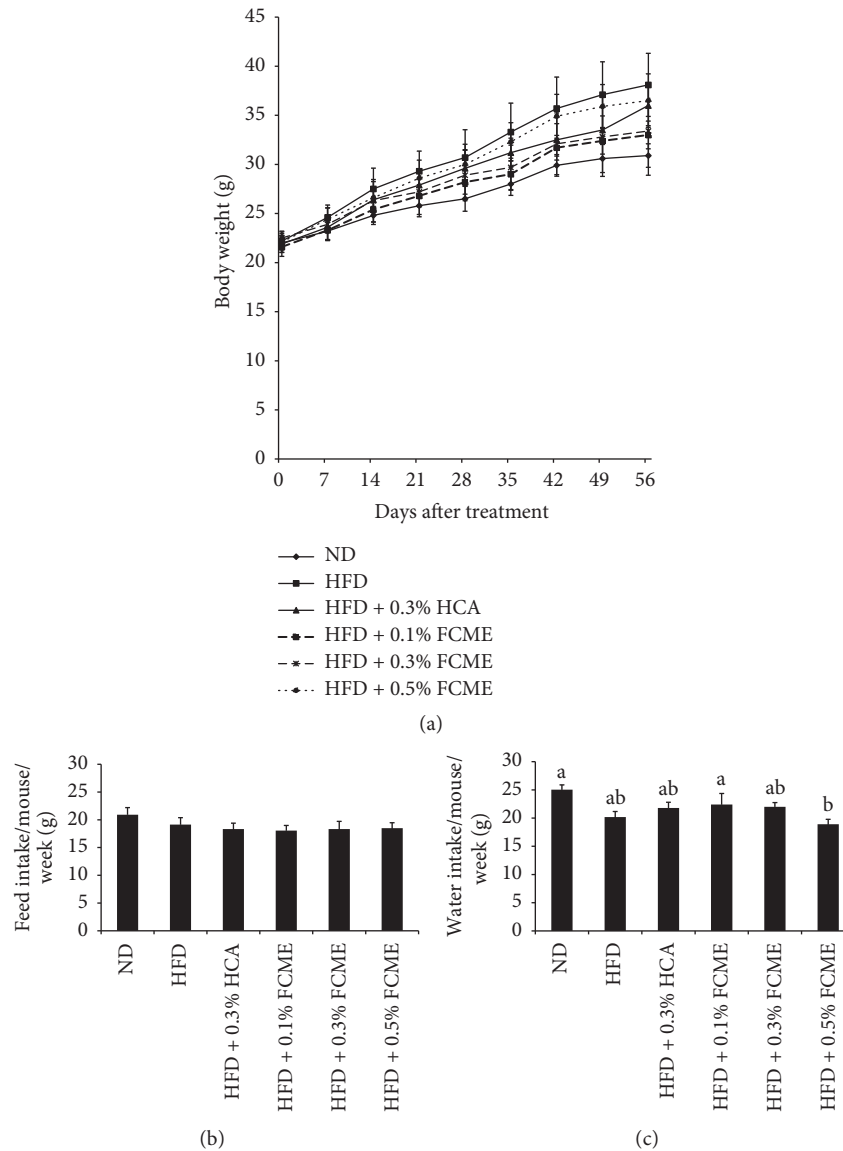 45
40
35
30
25
20
15
10
5
0
Body weight (g)
0 7 14 21 28 35 42 49 56
Days after treatment
ND
HFD
HFD + 0.3% HCA
HFD + 0.1% FCME
HFD + 0.3% FCME
HFD + 0.5% FCME
(a)
30
25
20
15
10
5
0
Feed intake/mouse/
week (g)
ND
HFD
HFD + 0.3% HCA
HFD + 0.1% FCME
HFD + 0.3% FCME
HFD + 0.5% FCME
(b)
30
25
20
15
10
5
0
Water intake/mouse/
week (g)
a ab ab a ab b
ND
HFD
HFD + 0.3% HCA
HFD + 0.1% FCME
HFD + 0.3% FCME
HFD + 0.5% FCME
(c)